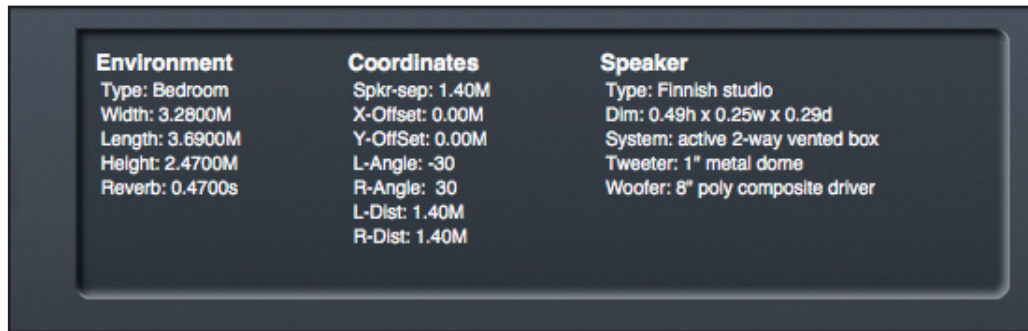 Environment
Type: Bedroom
Width: 3.2800M
Length: 3.6900M
Height: 2.4700M
Reverb: 0.4700s
Coordinates
Spkr-sep: 1.40M
X-Offset: 0.00M
Y-OffSet: 0.00M
L-Angle: -30
R-Angle: 30
L-Dist: 1.40M
R-Dist: 1.40M
Speaker
Type: Finnish studio
Dim: 0.49h x 0.25w x 0.29d
System: active 2-way vented box
Tweeter: 1" metal dome
Woofer: 8" poly composite driver